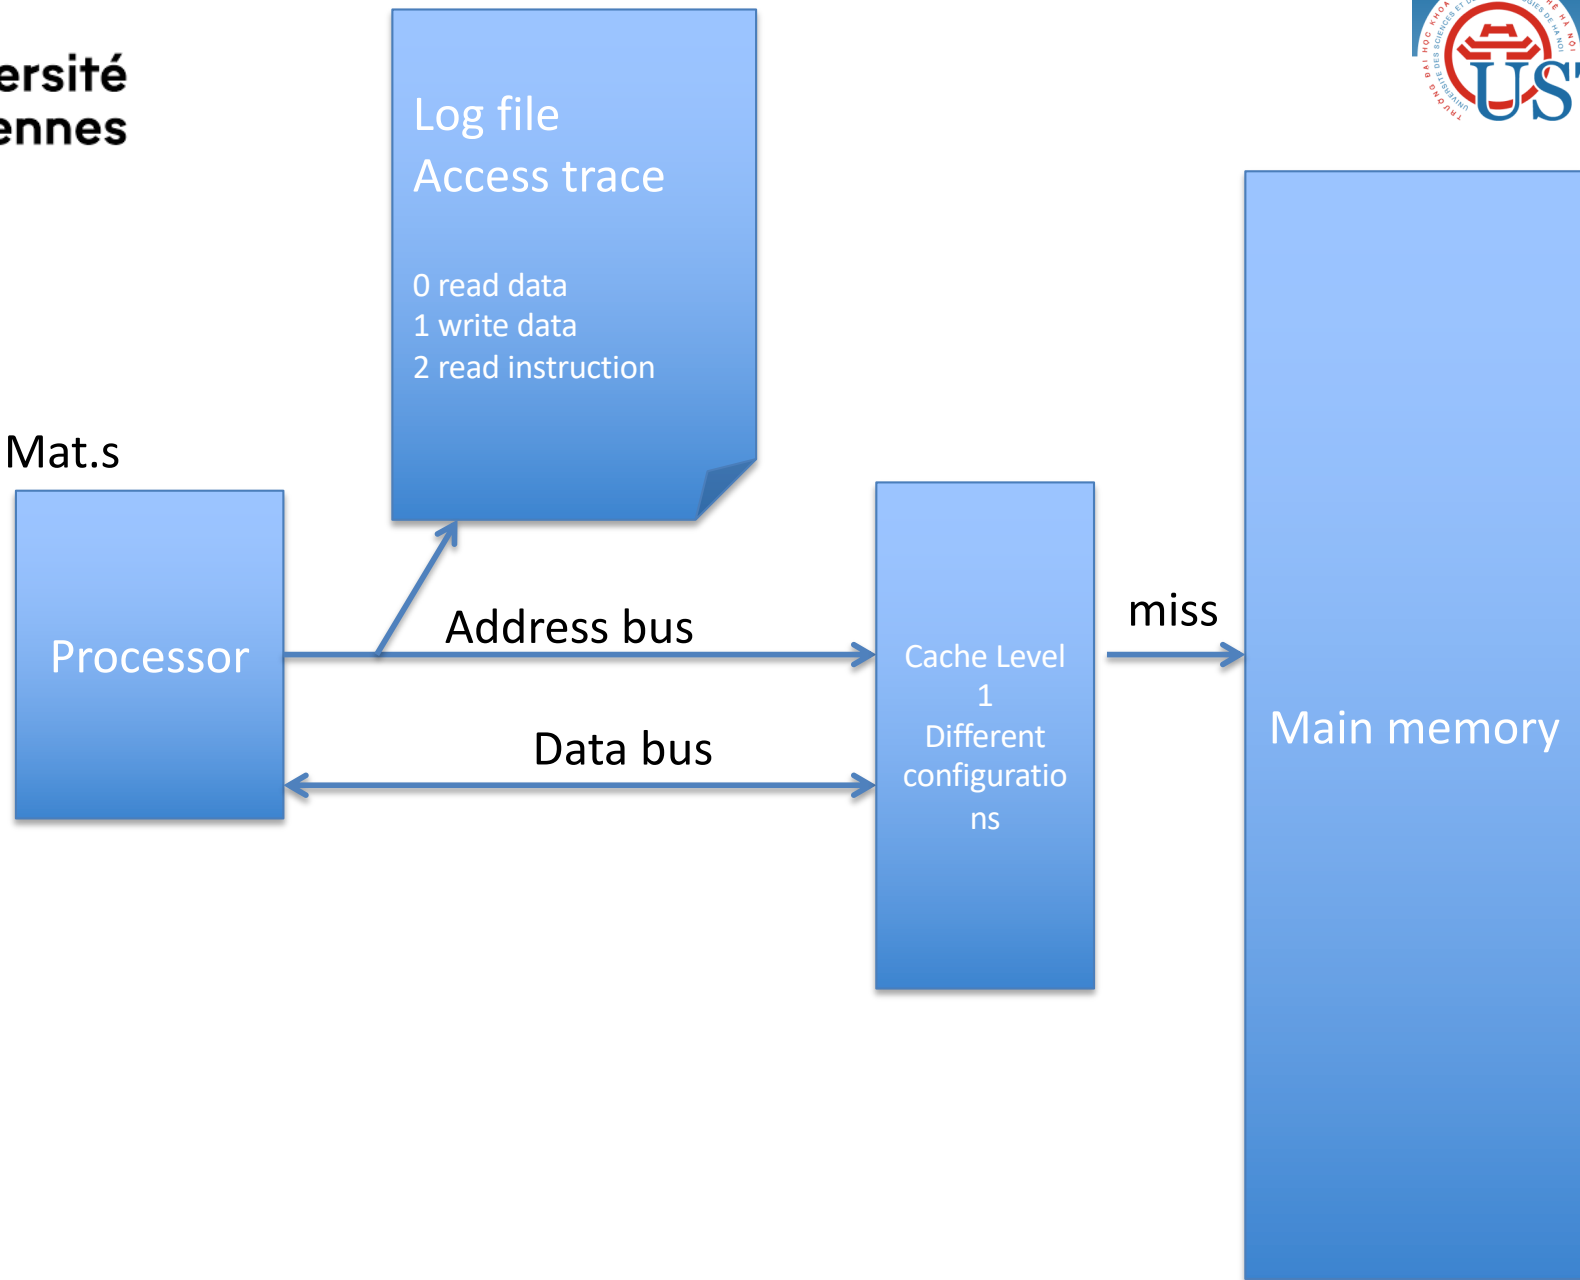 ersité
ennes
Log file
Access trace
0 read data
1 write data
2 read instruction
UST
Mat.s
Processor
Address bus
Data bus
Cache Level
1
Different
configuratio
ns
miss
Main memory